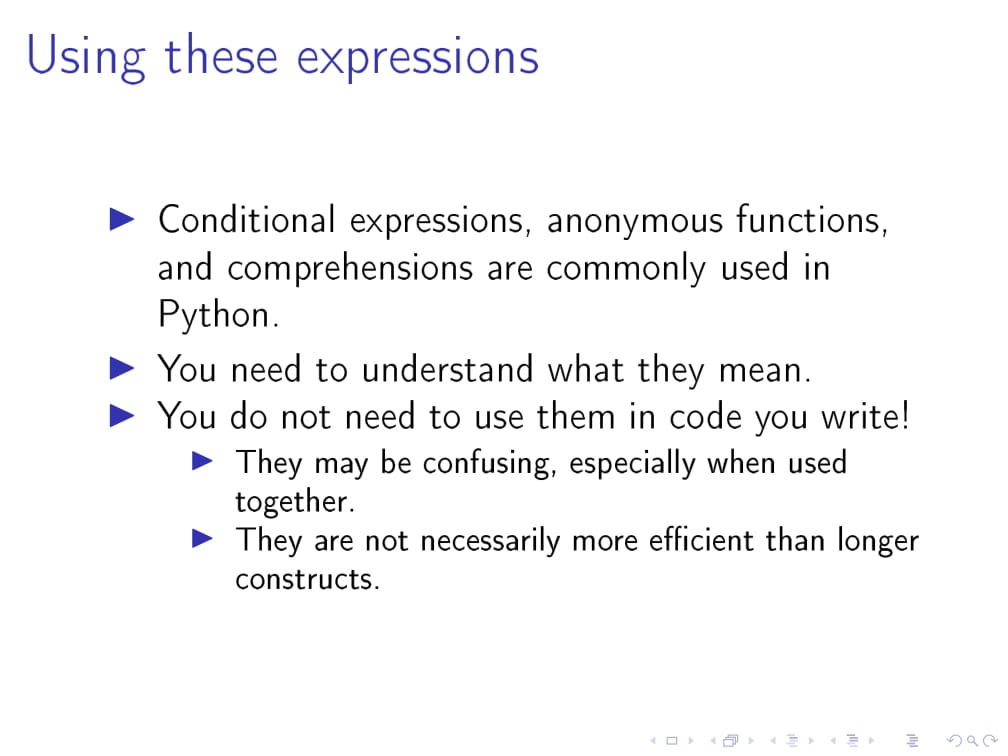 Using these expressions
Conditional expressions, anonymous functions,
and comprehensions are commonly used in
Python.
You need to understand what they mean.
You do not need to use them in code you write!
They may be confusing, especially when used
together.
They are not necessarily more efficient than longer
constructs.